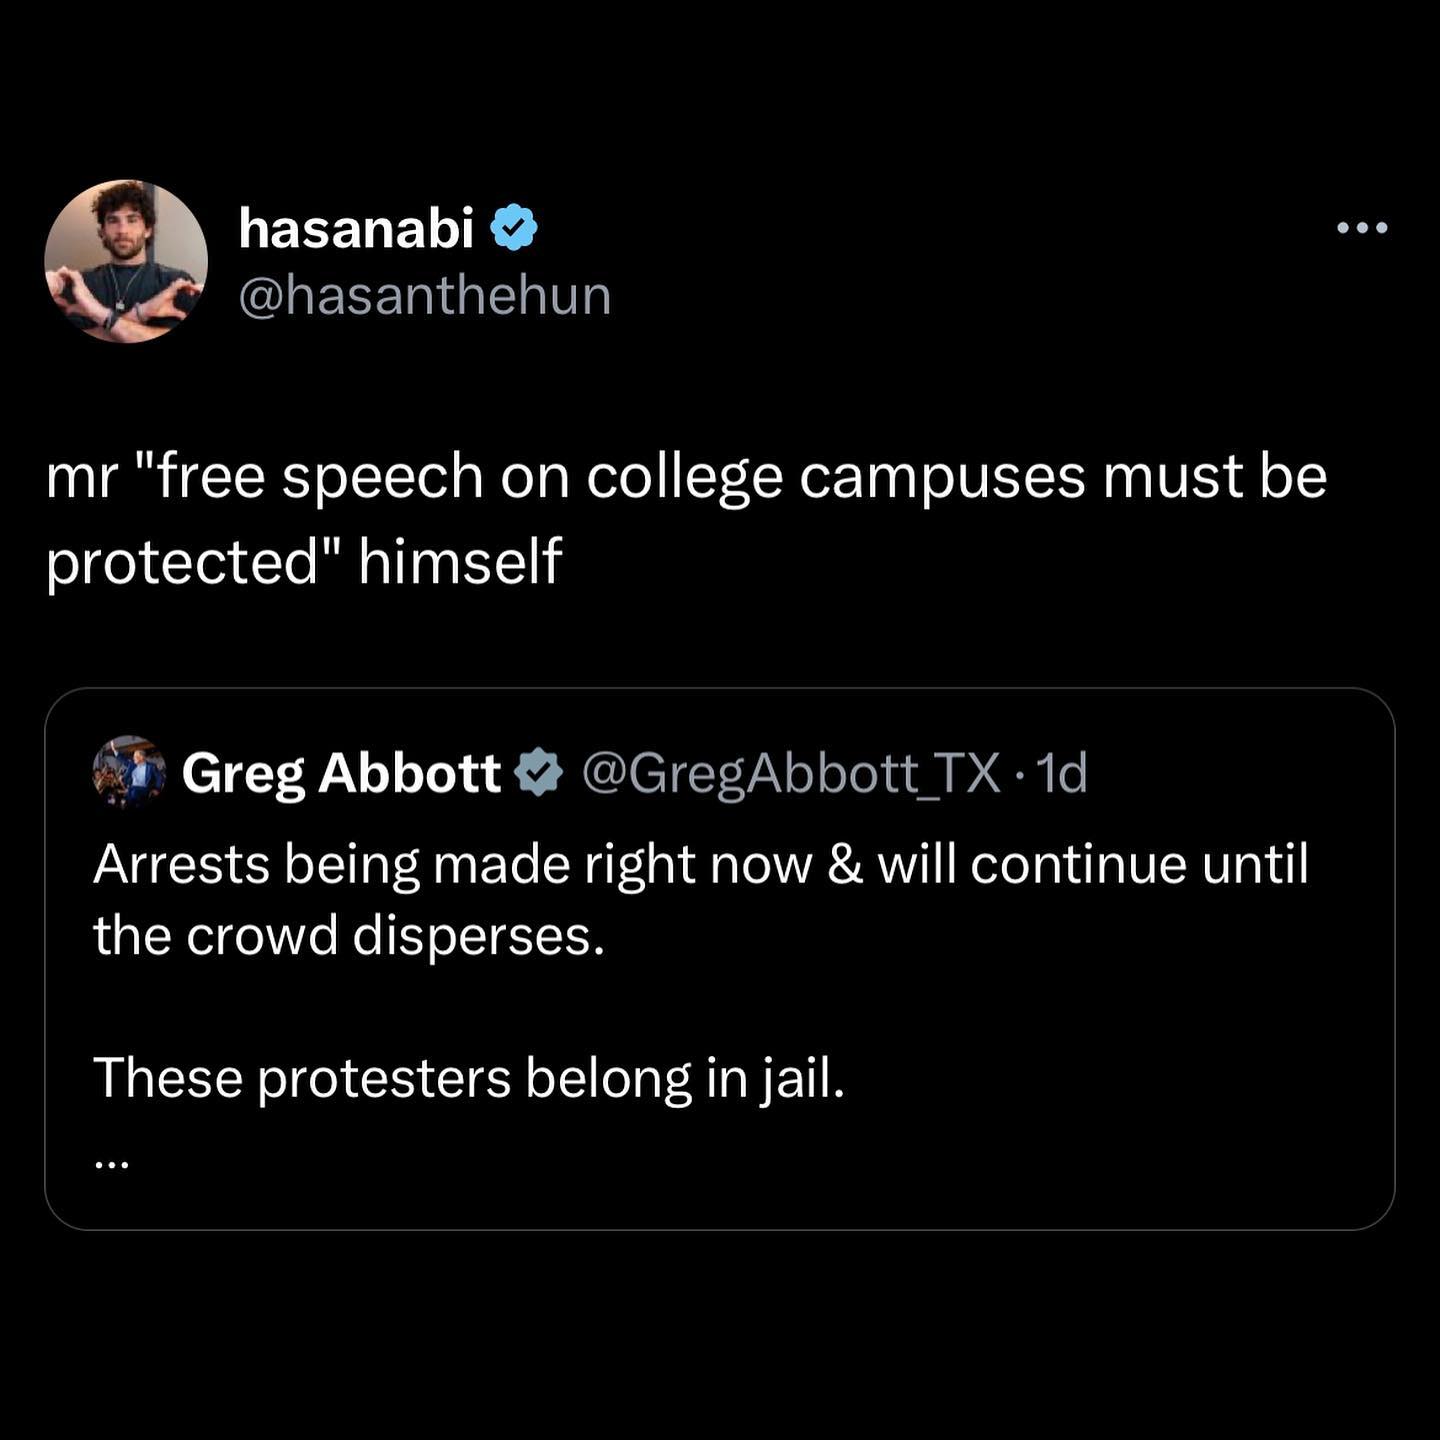 hasanabi
@hasanthehun
mr "free speech on college campuses must be
protected" himself
Greg Abbott @GregAbbott_TX · 1d
Arrests being made right now & will continue until
the crowd disperses.
These protesters belong in jail.
...